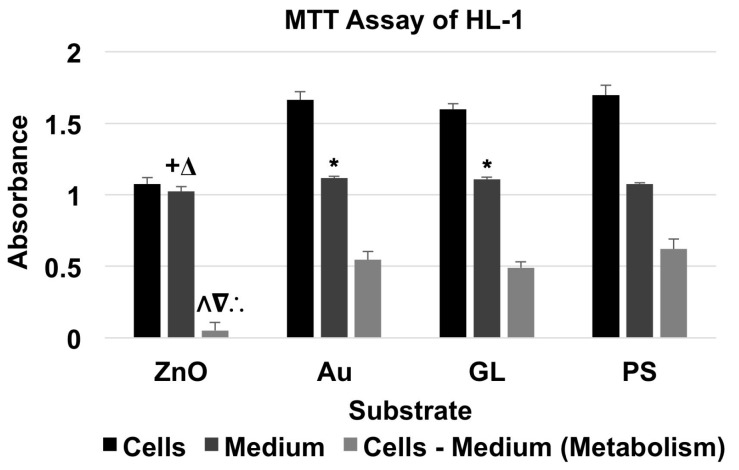 MTT Assay of HL-1
2
1.5
1
0.5
0
Absorbance
+Δ
∧∇∴
*
*
ZnO Au GL PS
Substrate
Cells Medium Cells - Medium (Metabolism)